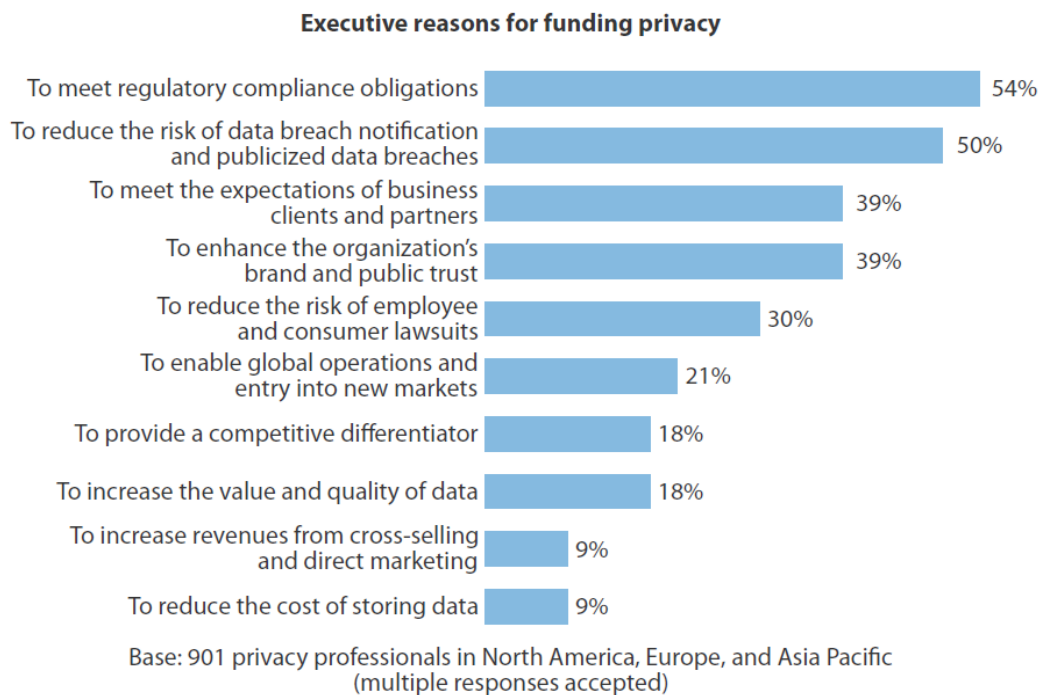 Executive reasons for funding privacy
To meet regulatory compliance obligations 54%
To reduce the risk of data breach notification
and publicized data breaches 50%
To meet the expectations of business
clients and partners 39%
To enhance the organization’s
brand and public trust 39%
To reduce the risk of employee
and consumer lawsuits 30%
To enable global operations and
entry into new markets 21%
To provide a competitive differentiator 18%
To increase the value and quality of data 18%
To increase revenues from cross-selling
and direct marketing 9%
To reduce the cost of storing data 9%
Base: 901 privacy professionals in North America, Europe, and Asia Pacific
(multiple responses accepted)